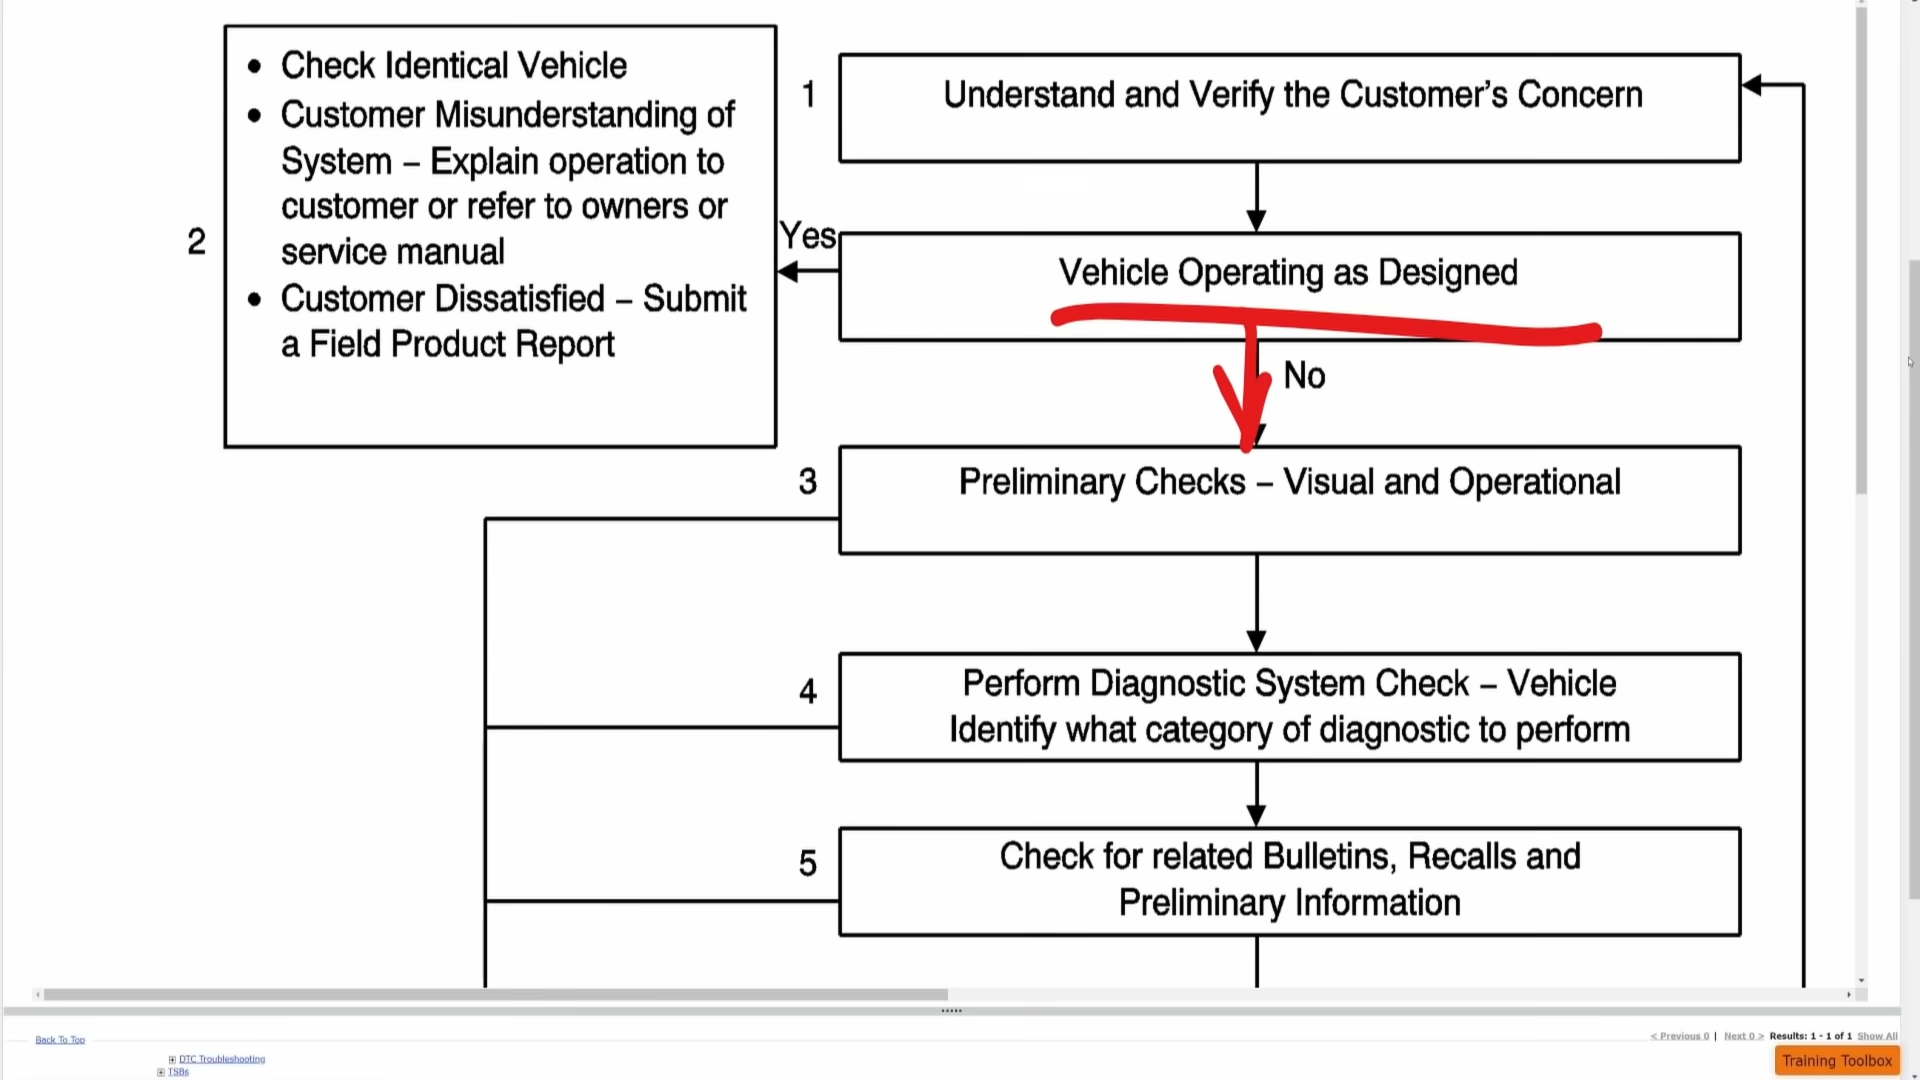 • Check Identical Vehicle
• Customer Misunderstanding of
System – Explain operation to
customer or refer to owners or
service manual
• Customer Dissatisfied – Submit
a Field Product Report
2
1
Understand and Verify the Customer's Concern
Yes
Vehicle Operating as Designed
No
3
Preliminary Checks – Visual and Operational
4
Perform Diagnostic System Check – Vehicle
Identify what category of diagnostic to perform
5
Check for related Bulletins, Recalls and
Preliminary Information
Back To Top
< Previous 0 | Next 0 > Results: 1 - 1 of 1 Show All
DTC Troubleshooting
TSBs
Training Toolbox